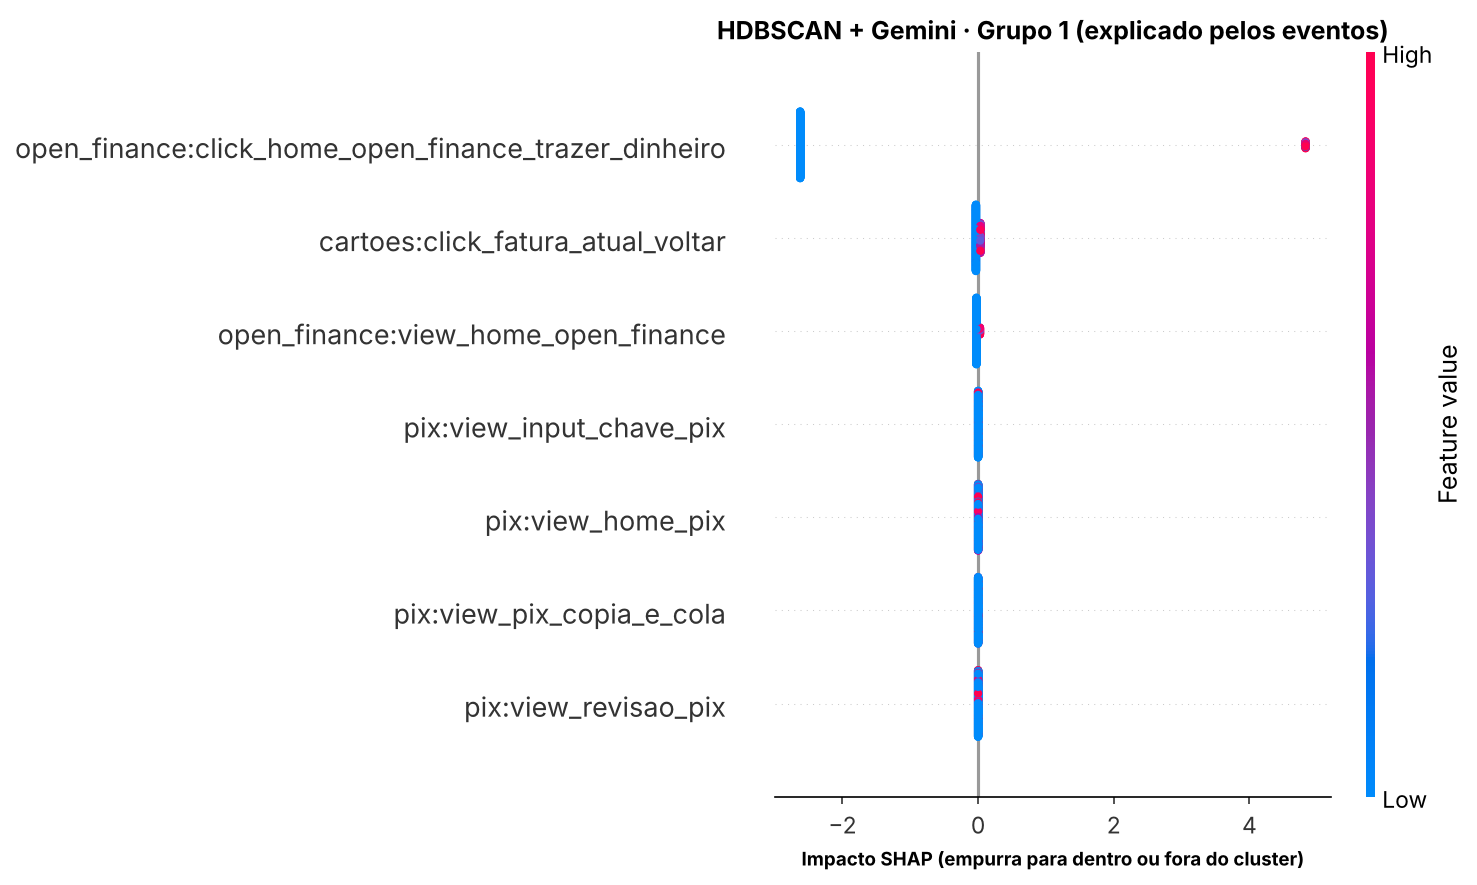 HDBSCAN + Gemini · Grupo 1 (explicado pelos eventos)
High
open_finance:click_home_open_finance_trazer_dinheiro
cartoes:click_fatura_atual_voltar
open_finance:view_home_open_finance
pix:view_input_chave_pix
pix:view_home_pix
pix:view_pix_copia_e_cola
pix:view_revisao_pix
Feature value
Low
−2 0 2 4
Impacto SHAP (empurra para dentro ou fora do cluster)